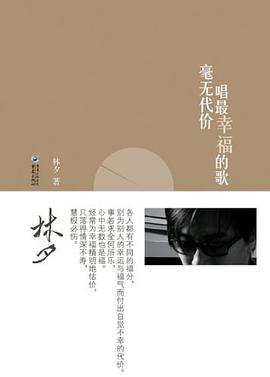 毫无代价
唱最幸福的歌
林夕 著
各人都有不同的福分,
别为别人的幸运与福气而付出自觉不幸的代价。
事若求全何所乐,
心中无数也是福。
经常为幸福精明地估价,
只落得情深不寿,
慧极必伤。
林夕